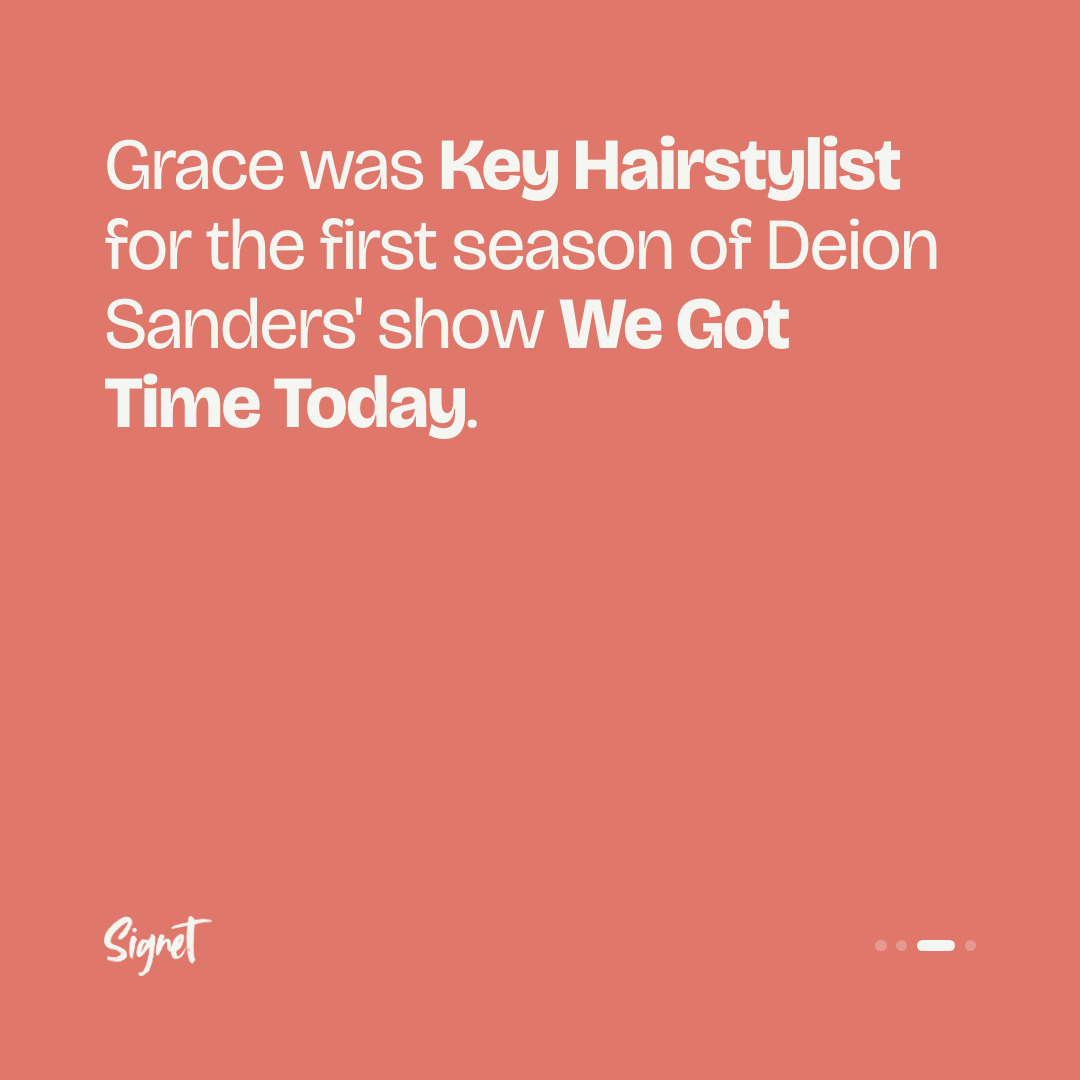 Grace was Key Hairstylist
for the first season of Deion
Sanders' show We Got
Time Today.
Signet